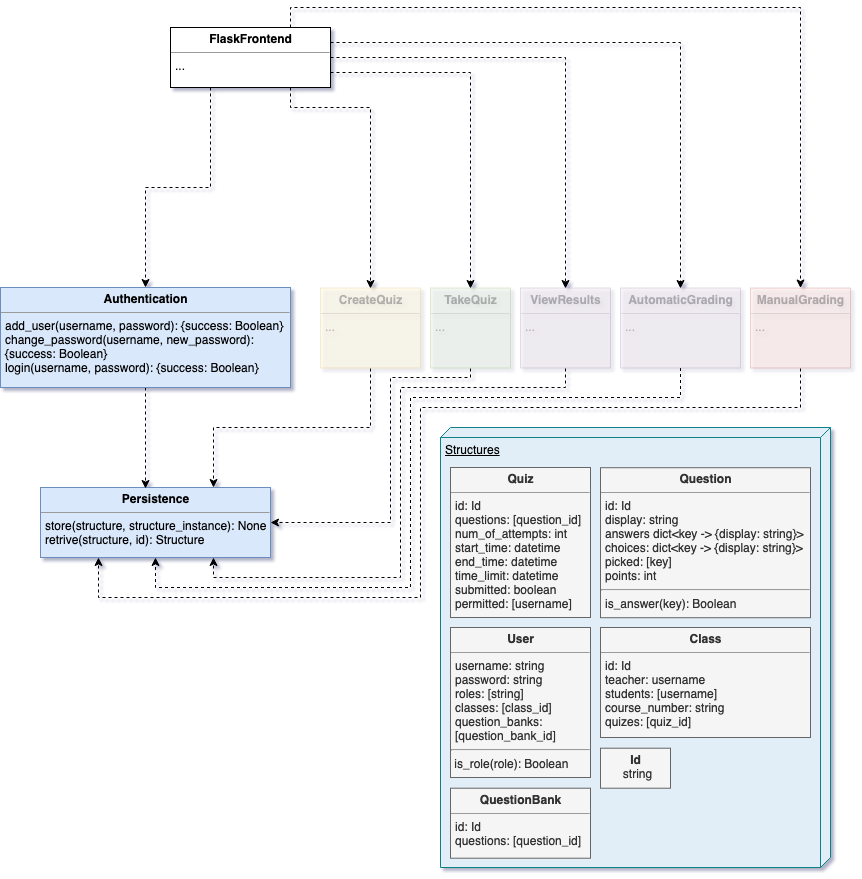 FlaskFrontend
...
Authentication
add_user(username, password): {success: Boolean}
change_password(username, new_password):
{success: Boolean}
login(username, password): {success: Boolean}
CreateQuiz
...
TakeQuiz
...
ViewResults
...
AutomaticGrading
...
ManualGrading
...
Persistence
store(structure, structure_instance): None
retrive(structure, id): Structure
Structures
Quiz
id: Id
questions: [question_id]
num_of_attempts: int
start_time: datetime
end_time: datetime
time_limit: datetime
submitted: boolean
permitted: [username]
Question
id: Id
display: string
answers dict<key -> {display: string}>
choices: dict<key -> {display: string}>
picked: [key]
points: int
is_answer(key): Boolean
User
username: string
password: string
roles: [string]
classes: [class_id]
question_banks:
[question_bank_id]
is_role(role): Boolean
Class
id: Id
teacher: username
students: [username]
course_number: string
quizes: [quiz_id]
Id
string
QuestionBank
id: Id
questions: [question_id]